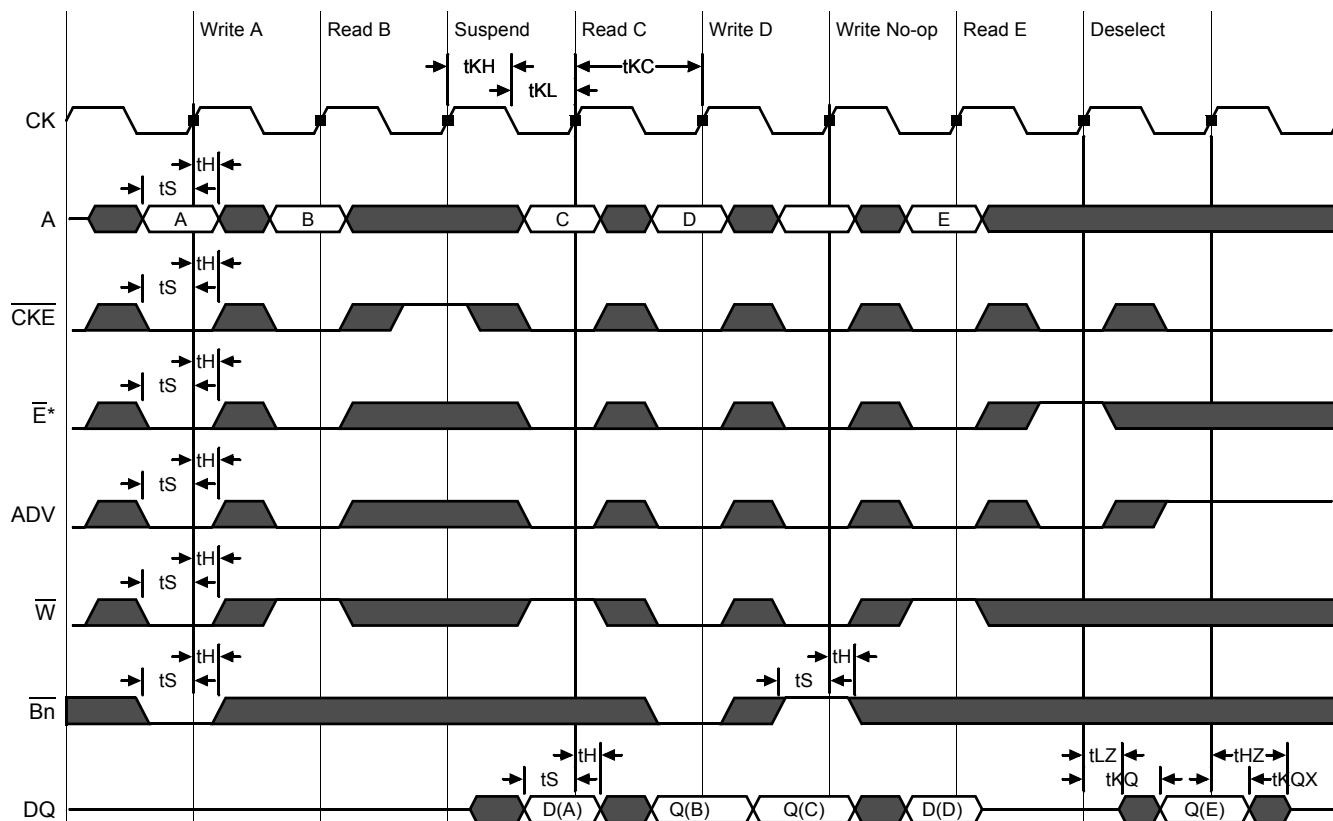 Write A Read B Suspend Read C Write D Write No-op Read E Deselect
tKH tKC
tKL
CK
tH
tS
A A B C D E
tH
tS
CKE
tH
tS
E*
tH
tS
ADV
tH
tS
W
tH tH
tS tS
Bn
tH tLZ tHZ
tS tKQ tKQX
DQ D(A) Q(B) Q(C) D(D) Q(E)